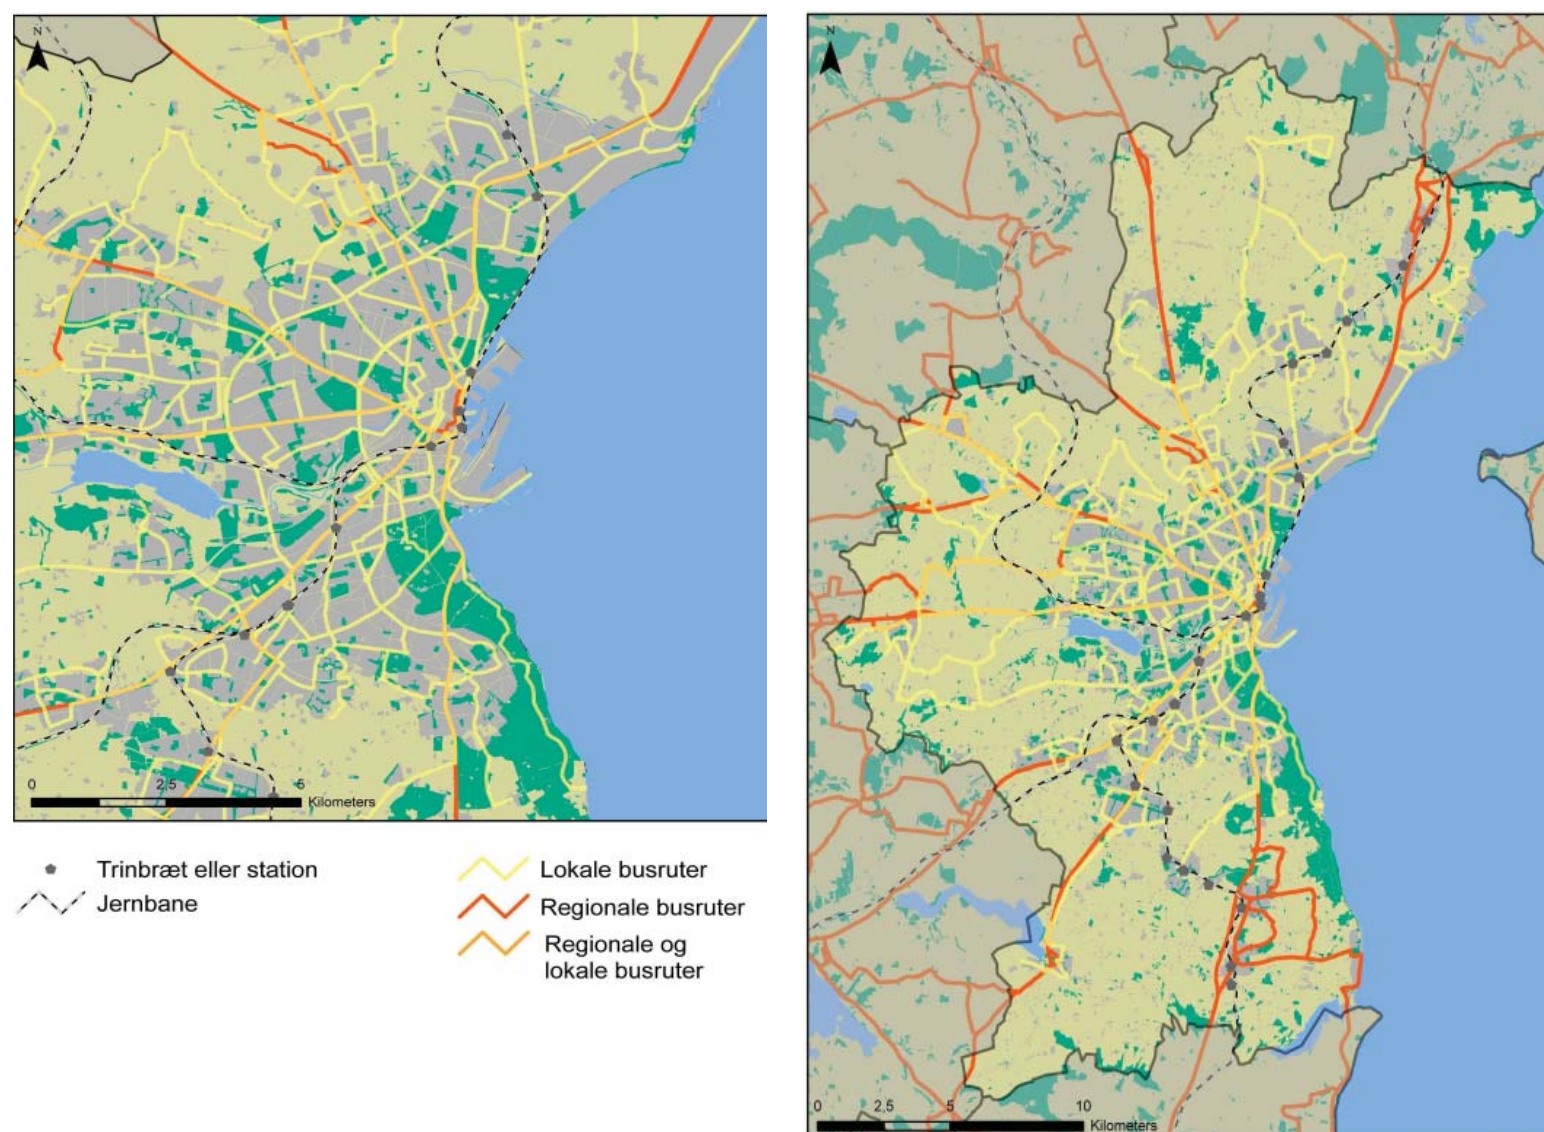 N
0 2,5 5
Kilometers
Trinbræt eller station
Jernbane
Lokale busruter
Regionale busruter
Regionale og
lokale busruter
N
0 2,5 5 10
Kilometers